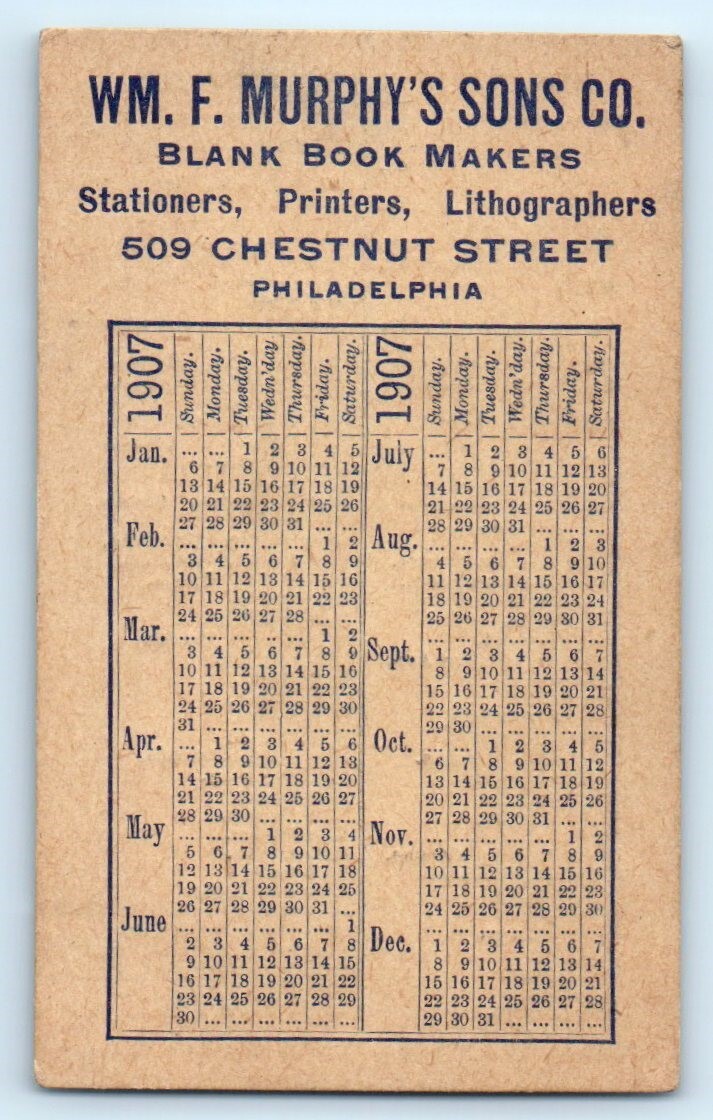 WM. F. MURPHY'S SONS CO.
BLANK BOOK MAKERS
Stationers, Printers, Lithographers
509 CHESTNUT STREET
PHILADELPHIA
1907 Sunday. Monday. Tuesday. Wedn'day Thursday. Friday. Saturday.
Jan. ... ... 1 2 3 4 5
6 7 8 9 10 11 12
13 14 15 16 17 18 19
20 21 22 23 24 25 26
27 28 29 30 31 ... ...
Feb. ... ... ... ... ... 1 2
3 4 5 6 7 8 9
10 11 12 13 14 15 16
17 18 19 20 21 22 23
24 25 26 27 28 ... ...
Mar. ... ... ... ... ... 1 2
3 4 5 6 7 8 9
10 11 12 13 14 15 16
17 18 19 20 21 22 23
24 25 26 27 28 29 30
31 ... ... ... ... ... ...
Apr. ... 1 2 3 4 5 6
7 8 9 10 11 12 13
14 15 16 17 18 19 20
21 22 23 24 25 26 27
28 29 30 ... ... ... ...
May ... ... ... 1 2 3 4
5 6 7 8 9 10 11
12 13 14 15 16 17 18
19 20 21 22 23 24 25
26 27 28 29 30 31 ...
June ... ... ... ... ... ... 1
2 3 4 5 6 7 8
9 10 11 12 13 14 15
16 17 18 19 20 21 22
23 24 25 26 27 28 29
30 ... ... ... ... ... ...
1907 Sunday. Monday. Tuesday. Wedn'day. Thursday. Friday. Saturday.
July ... 1 2 3 4 5 6
7 8 9 10 11 12 13
14 15 16 17 18 19 20
21 22 23 24 25 26 27
28 29 30 31 ... ... ...
Aug. ... ... ... ... 1 2 3
4 5 6 7 8 9 10
11 12 13 14 15 16 17
18 19 20 21 22 23 24
25 26 27 28 29 30 31
... ... ... ... ... ... ...
Sept. 1 2 3 4 5 6 7
8 9 10 11 12 13 14
15 16 17 18 19 20 21
22 23 24 25 26 27 28
29 30 ... ... ... ... ...
Oct. ... ... 1 2 3 4 5
6 7 8 9 10 11 12
13 14 15 16 17 18 19
20 21 22 23 24 25 26
27 28 29 30 31 ... ...
Nov. ... ... ... ... ... 1 2
3 4 5 6 7 8 9
10 11 12 13 14 15 16
17 18 19 20 21 22 23
24 25 26 27 28 29 30
... ... ... ... ... ... ...
Dec. 1 2 3 4 5 6 7
8 9 10 11 12 13 14
15 16 17 18 19 20 21
22 23 24 25 26 27 28
29 30 31 ... ... ... ...